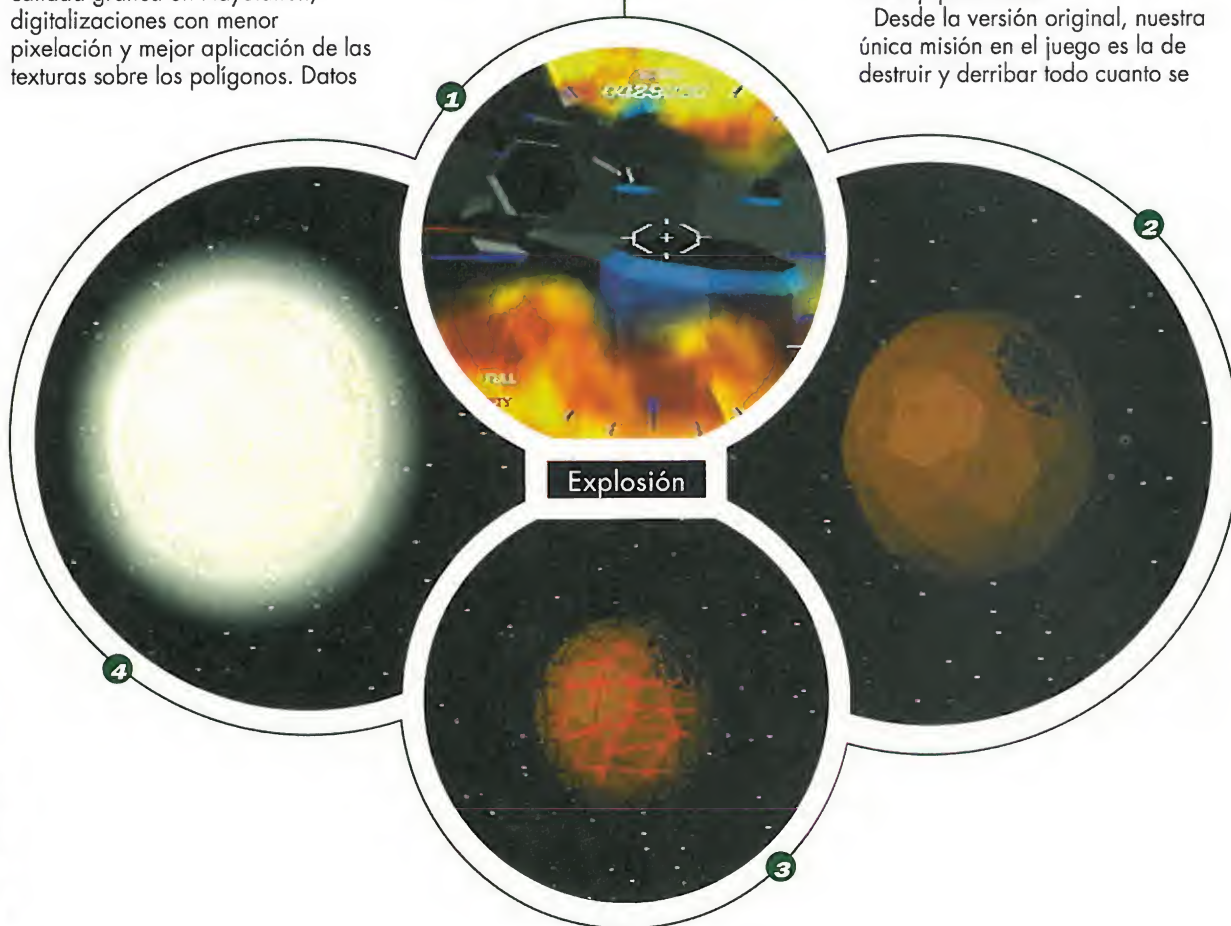 digitalizaciones con menor
pixelación y mejor aplicación de las
texturas sobre los polígonos. Datos
Desde la versión original, nuestra
única misión en el juego es la de
destruir y derribar todo cuanto se
1
2
Explosión
4
3